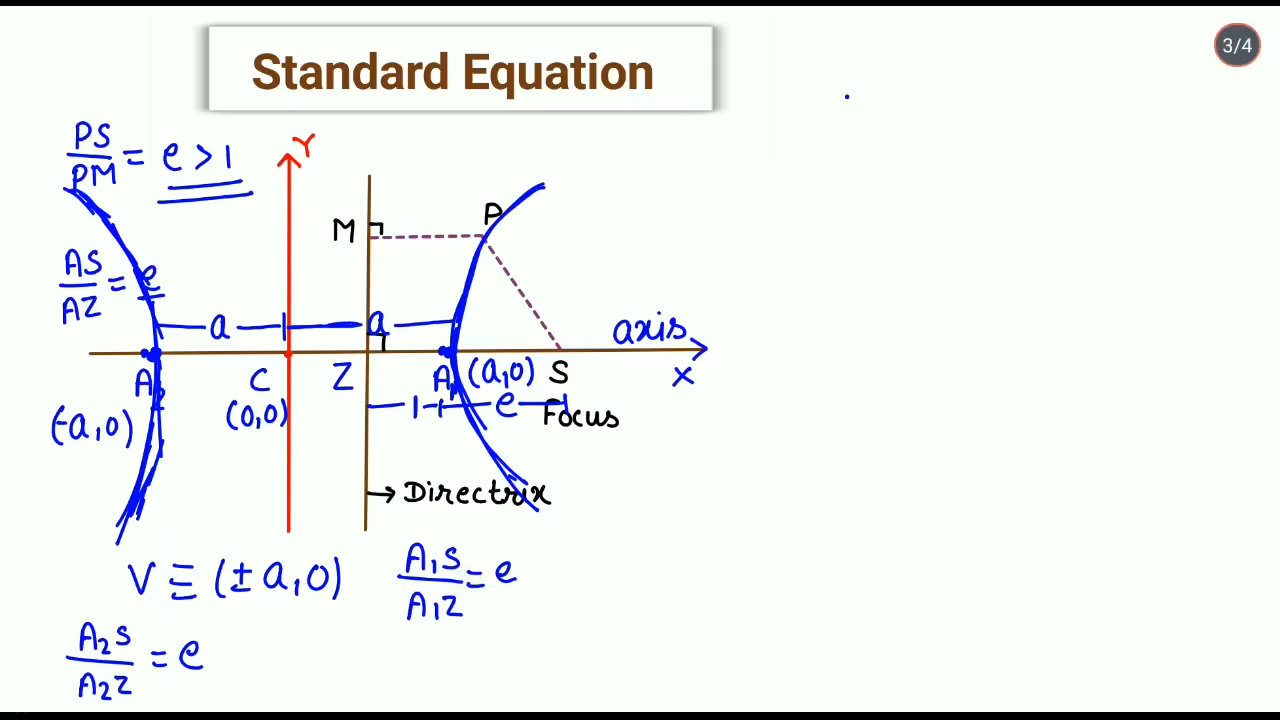 3/4
Standard Equation
PS/PM = e > 1
Y
M
P
AS/AZ = e
a
a
axis
A2
C
Z
A1
(a,0)
S
X
(-a,0)
(0,0)
1
e
Focus
Directrix
V ≡ (± a, 0)
A1S/A1Z = e
A2S/A2Z = e